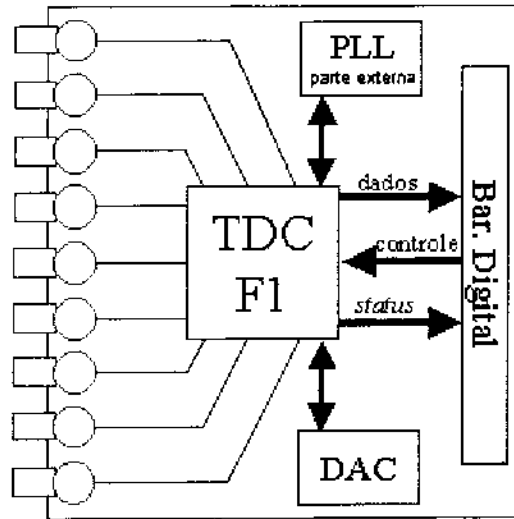 PLL
parte externa
dados
TDC
F1
controle
status
Bar. Digital
DAC